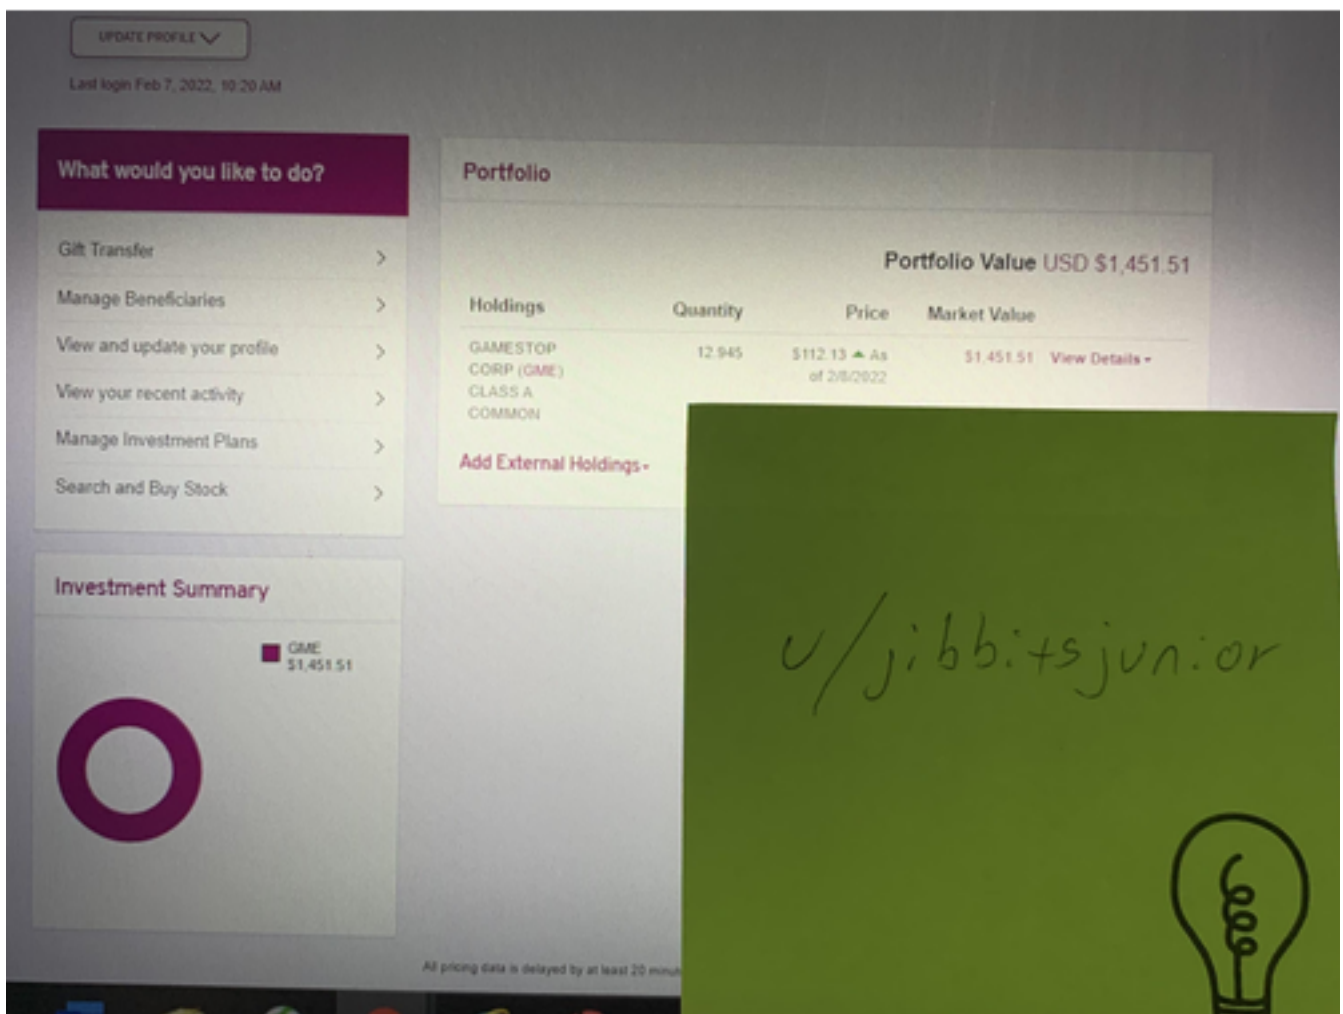 UPDATE PROFILE
Last login Feb 7, 2022, 10:20 AM
What would you like to do?
Gift Transfer
Manage Beneficiaries
View and update your profile
View your recent activity
Manage Investment Plans
Search and Buy Stock
Portfolio
Portfolio Value USD $1,451.51
Holdings Quantity Price Market Value
GAMESTOP 12.945 $112.13 ▲ As $1,451.51 View Details
CORP (GME) of 2/8/2022
CLASS A
COMMON
Add External Holdings
Investment Summary
GME
$1,451.51
u/jibbitsjunior
All pricing data is delayed by at least 20